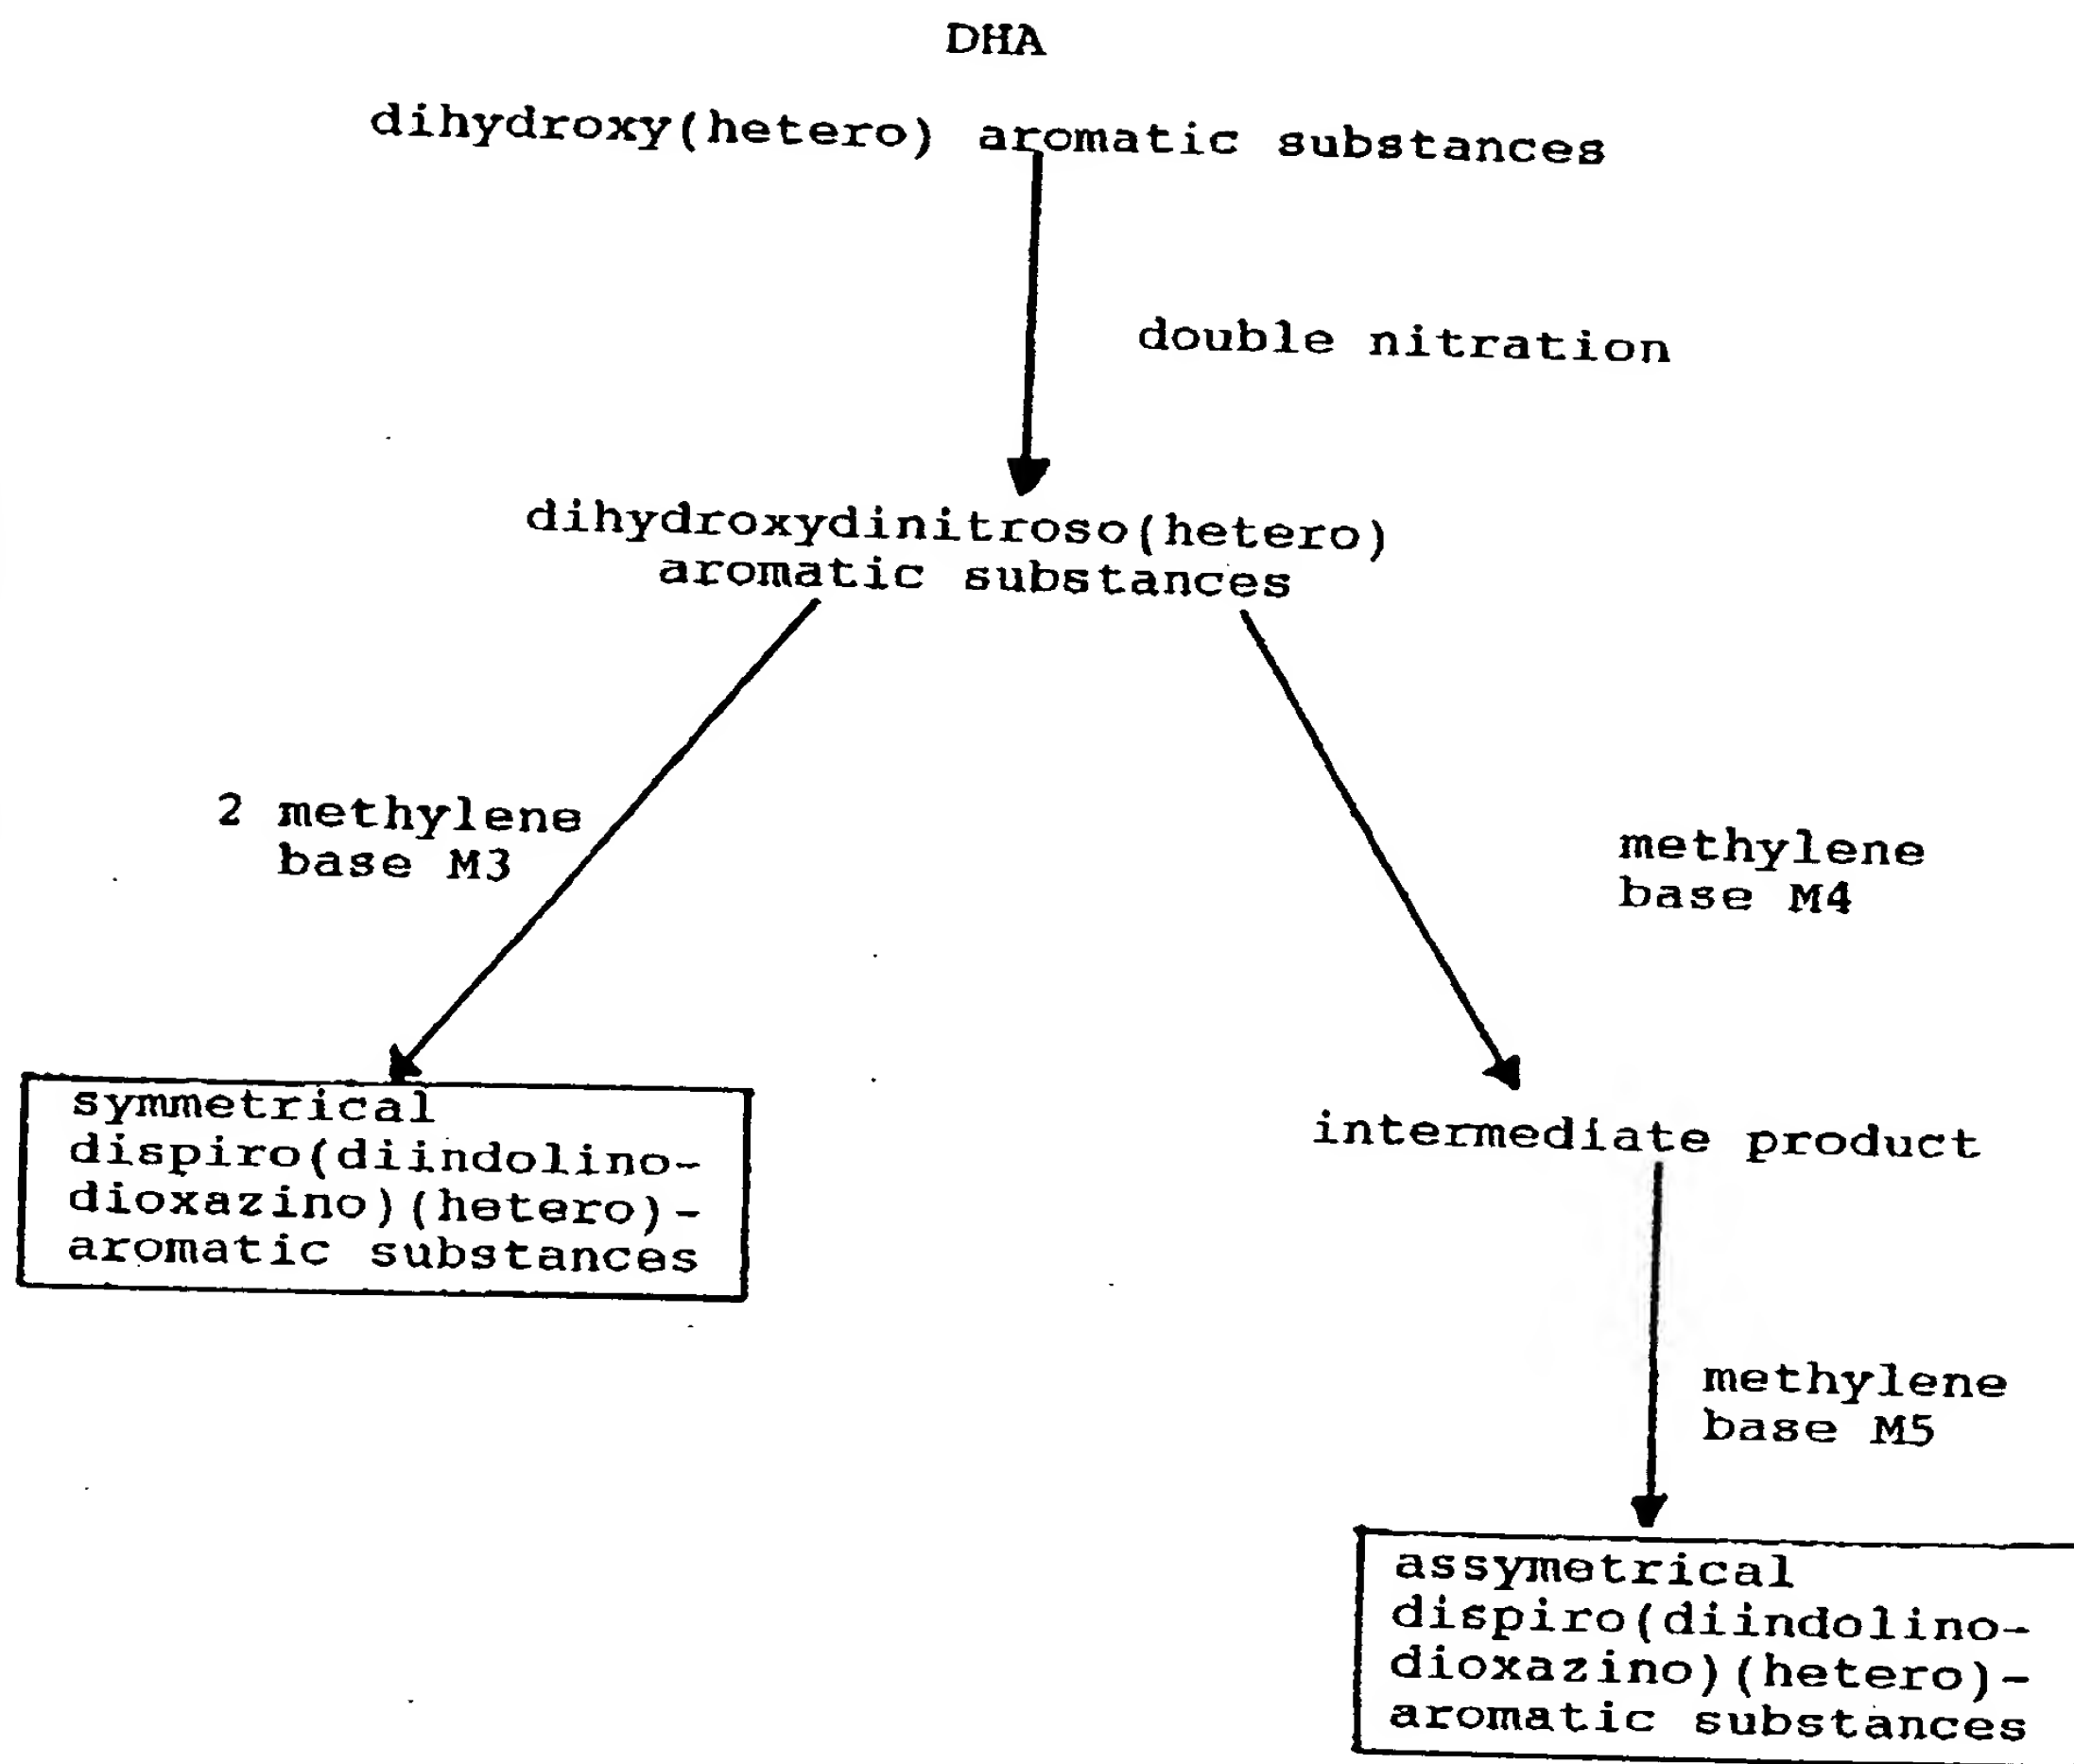 DHA
dihydroxy(hetero) aromatic substances
double nitration
dihydroxydinitroso(hetero)
aromatic substances
2 methylene
base M3
methylene
base M4
symmetrical
dispiro(diindolino-
dioxazino)(hetero)-
aromatic substances
intermediate product
methylene
base M5
assymetrical
dispiro(diindolino-
dioxazino)(hetero)-
aromatic substances